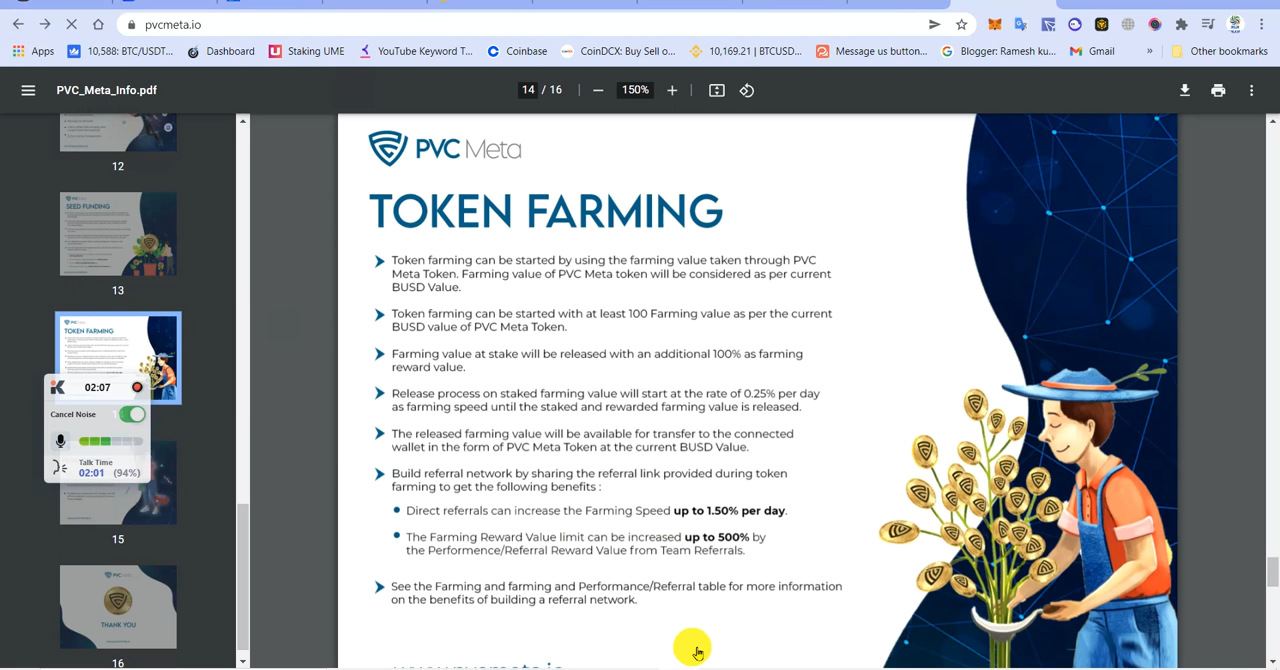 pvcmeta.io
Apps
10,588: BTC/USDT...
Dashboard
Staking UME
YouTube Keyword T...
Coinbase
CoinDCX: Buy Sell o...
10,169.21 | BTCUSD...
Message us button...
Blogger: Ramesh ku...
Gmail
»
Other bookmarks
PVC_Meta_Info.pdf
14 / 16
150%
12
SEED FUNDING
13
TOKEN FARMING
02:07
Cancel Noise
Talk Time
02:01 (94%)
15
THANK YOU
16
PVC Meta
TOKEN FARMING
Token farming can be started by using the farming value taken through PVC
Meta Token. Farming value of PVC Meta token will be considered as per current
BUSD Value.
Token farming can be started with at least 100 Farming value as per the current
BUSD value of PVC Meta Token.
Farming value at stake will be released with an additional 100% as farming
reward value.
Release process on staked farming value will start at the rate of 0.25% per day
as farming speed until the staked and rewarded farming value is released.
The released farming value will be available for transfer to the connected
wallet in the form of PVC Meta Token at the current BUSD Value.
Build referral network by sharing the referral link provided during token
farming to get the following benefits :
Direct referrals can increase the Farming Speed up to 1.50% per day.
The Farming Reward Value limit can be increased up to 500% by
the Performence/Referral Reward Value from Team Referrals.
See the Farming and farming and Performance/Referral table for more information
on the benefits of building a referral network.
www.pvcmeta.io